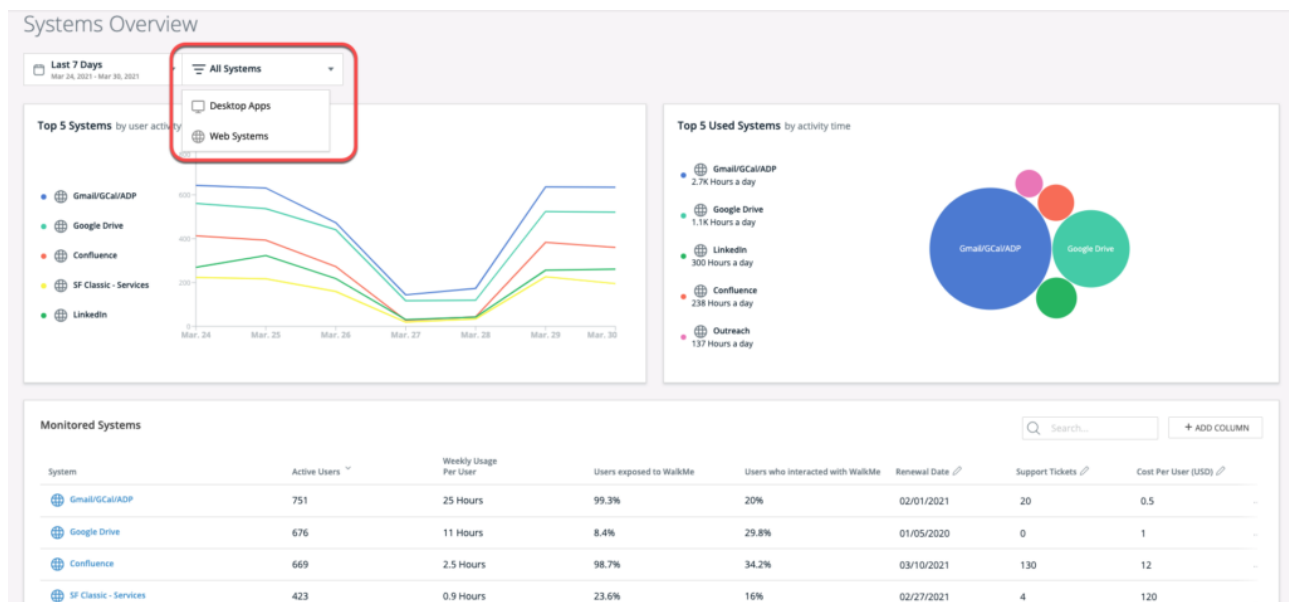 Systems Overview
Last 7 Days
Mar 24, 2021 - Mar 30, 2021
All Systems
Desktop Apps
Web Systems
Top 5 Systems by user activity
Gmail/GCal/ADP
Google Drive
Confluence
SF Classic - Services
LinkedIn
800
600
400
200
0
Mar. 24 Mar. 25 Mar. 26 Mar. 27 Mar. 28 Mar. 29 Mar. 30
Top 5 Used Systems by activity time
Gmail/GCal/ADP
2.7K Hours a day
Google Drive
1.1K Hours a day
LinkedIn
300 Hours a day
Confluence
238 Hours a day
Outreach
137 Hours a day
Gmail/GCal/ADP
Google Drive
Monitored Systems
Search...
+ ADD COLUMN
System Active Users Weekly Usage Per User Users exposed to WalkMe Users who interacted with WalkMe Renewal Date Support Tickets Cost Per User (USD)
Gmail/GCal/ADP 751 25 Hours 99.3% 20% 02/01/2021 20 0.5
Google Drive 676 11 Hours 8.4% 29.8% 01/05/2020 0 1
Confluence 669 2.5 Hours 98.7% 34.2% 03/10/2021 130 12
SF Classic - Services 423 0.9 Hours 23.6% 16% 02/27/2021 4 120